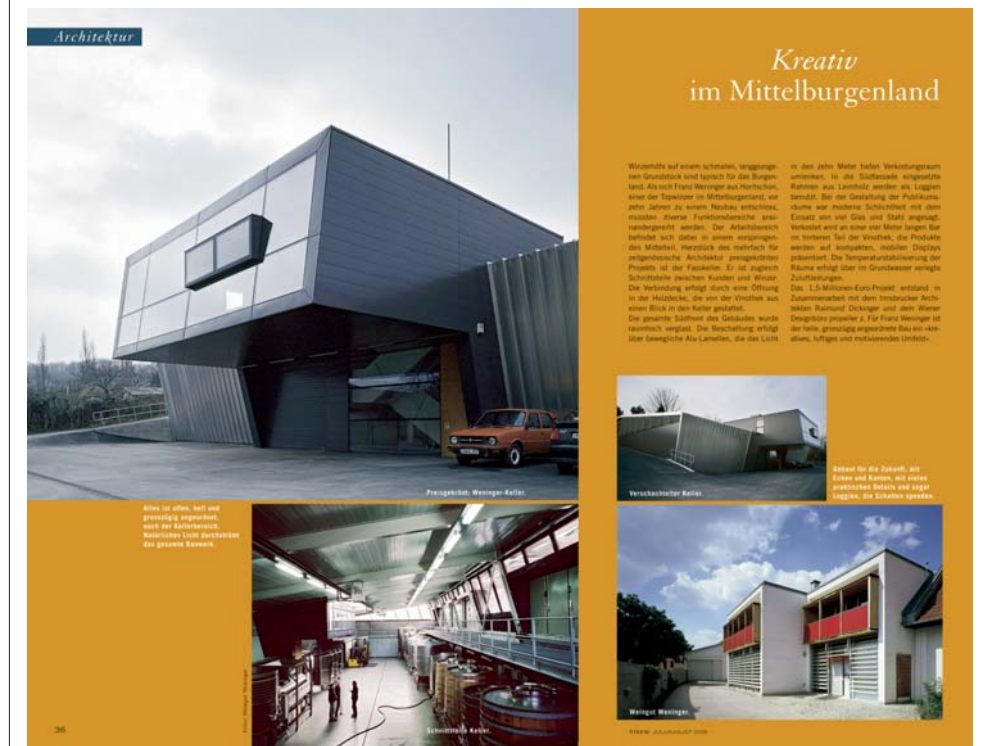 Architektur
Kreativ
im Mittelburgenland
Winzerhöfe auf einem schmalen, langgezoge-
nen Grundstück sind typisch für das Burgen-
land. Als sich Franz Weninger aus Horitschon,
einer der Topwinzer im Mittelburgenland, vor
zehn Jahren zu einem Neubau entschloss,
mussten diverse Funktionsbereiche anei-
nandergereiht werden. Der Arbeitsbereich
befindet sich dabei in einem vorspringen-
den Mittelteil. Herzstück des mehrfach für
zeitgenössische Architektur preisgekrönten
Projekts ist der Fasskeller. Er ist zugleich
Schnittstelle zwischen Kunden und Winzer.
Die Verbindung erfolgt durch eine Öffnung
in der Holzdecke, die von der Vinothek aus
einen Blick in den Keller gestattet.
Die gesamte Südfront des Gebäudes wurde
raumhoch verglast. Die Beschattung erfolgt
über bewegliche Alu-Lamellen, die das Licht
in den zehn Meter tiefen Verkostungsraum
umlenken. In die Südfassade eingesetzte
Rahmen aus Leimholz werden als Loggien
benutzt. Bei der Gestaltung der Publikums-
räume war moderne Schlichtheit mit dem
Einsatz von viel Glas und Stahl angesagt.
Verkostet wird an einer vier Meter langen Bar
im hinteren Teil der Vinothek, die Produkte
werden auf kompakten, mobilen Displays
präsentiert. Die Temperaturstabilisierung der
Räume erfolgt über im Grundwasser verlegte
Zuluftleitungen.
Das 1,5-Millionen-Euro-Projekt entstand in
Zusammenarbeit mit dem Innsbrucker Archi-
tekten Raimund Dickinger und dem Wiener
Designbüro propeller z. Für Franz Weninger ist
der helle, grosszügig angeordnete Bau ein «kre-
atives, luftiges und motivierendes Umfeld».
Preisgekrönt: Weninger-Keller.
Verschachtelter Keller.
Gebaut für die Zukunft, mit
Ecken und Kanten, mit vielen
praktischen Details und sogar
Loggien, die Schatten spenden.
Alles ist offen, hell und
grosszügig angeordnet,
auch der Kellerbereich.
Natürliches Licht durchströmt
das gesamte Bauwerk.
Schnittstelle Keller.
Weingut Weninger.
36
JULI/AUGUST